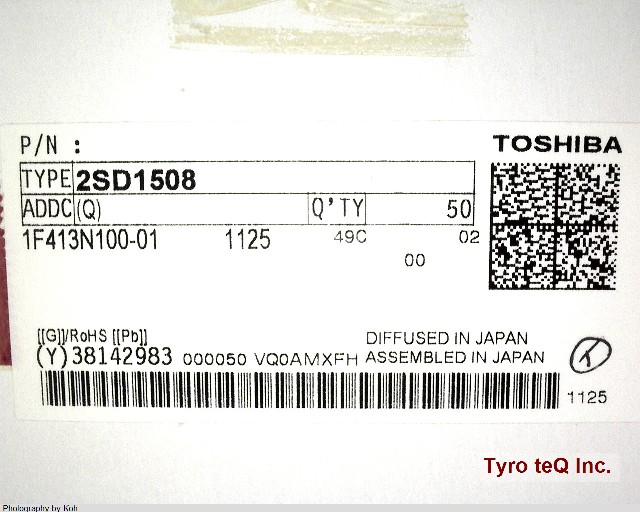 P/N :
TOSHIBA
TYPE 2SD1508
ADDC (Q) Q'TY 50
1F413N100-01 1125 49C 02
00
[[G]]/RoHS [[Pb]]
DIFFUSED IN JAPAN
(Y)38142983 000050 VQ0AMXFH ASSEMBLED IN JAPAN
1125
Tyro teQ Inc.
Photography by Koh